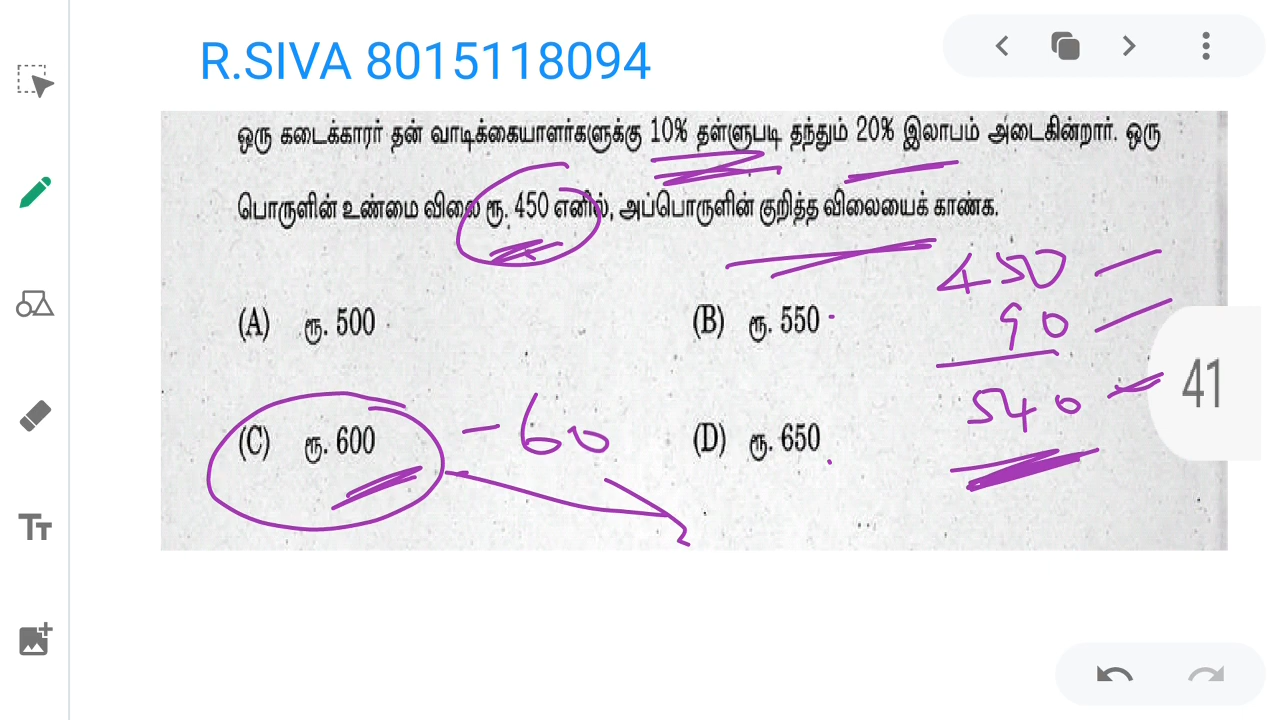 R.SIVA 8015118094
ஒரு கடைக்காரர் தன் வாடிக்கையாளர்களுக்கு 10% தள்ளுபடி தந்தும் 20% இலாபம் அடைகின்றார். ஒரு
பொருளின் உண்மை விலை ரூ. 450 எனில், அப்பொருளின் குறித்த விலையைக் காண்க.
450
90
540
(A) ரூ. 500 (B) ரூ. 550
(C) ரூ. 600 - 60 (D) ரூ. 650
41
TT